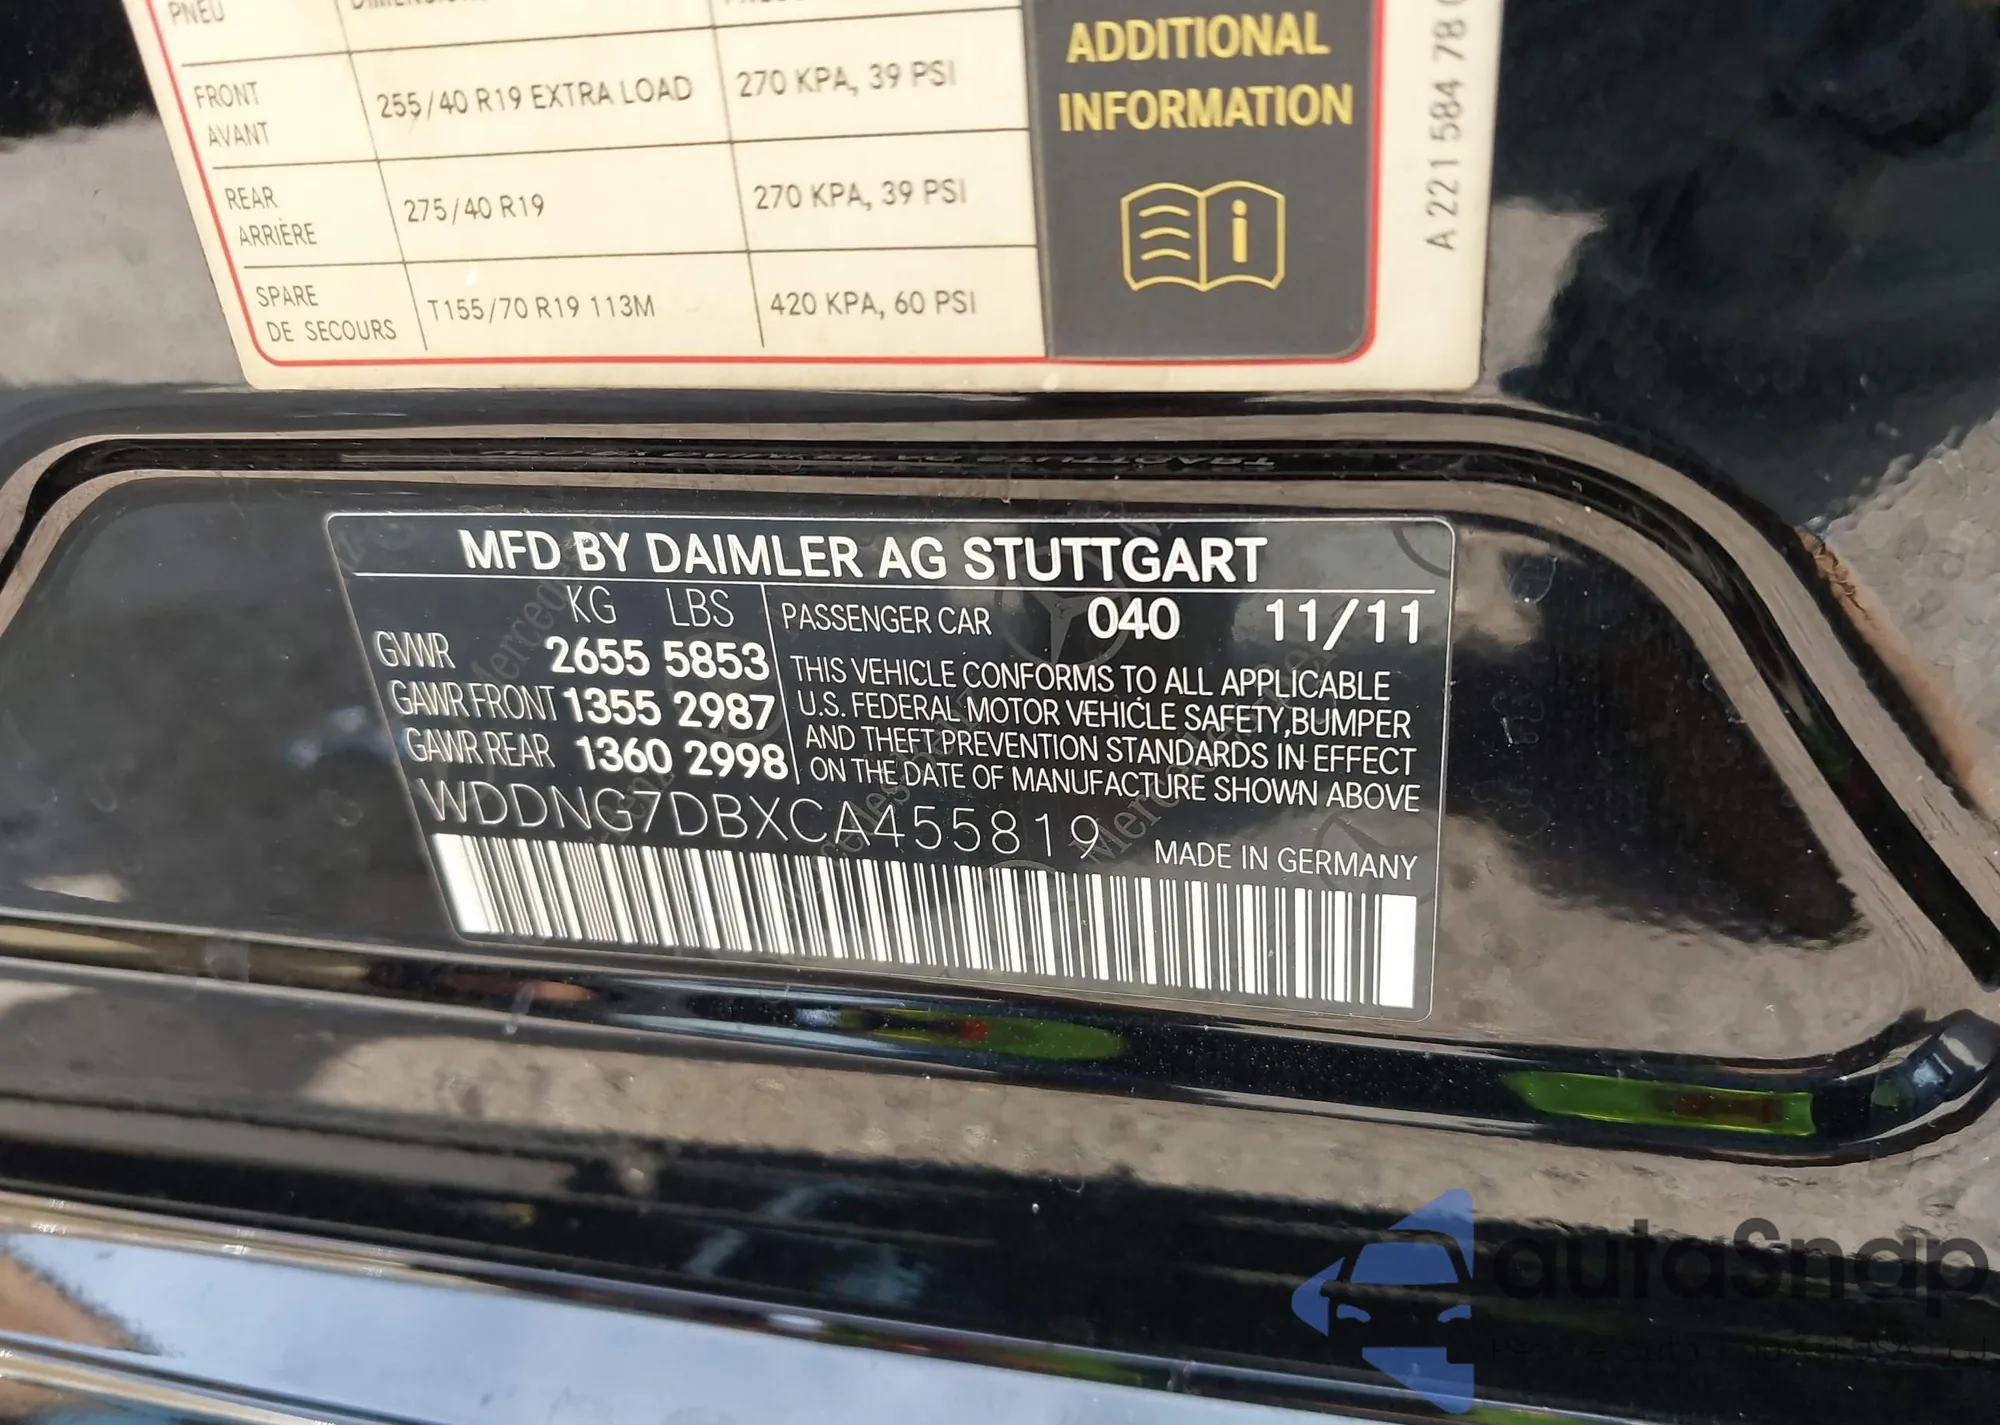 PNEU
FRONT 255/40 R19 EXTRA LOAD 270 KPA, 39 PSI
AVANT
REAR 275/40 R19 270 KPA, 39 PSI
ARRIÈRE
SPARE T155/70 R19 113M 420 KPA, 60 PSI
DE SECOURS
ADDITIONAL
INFORMATION
A 221 584 78
MFD BY DAIMLER AG STUTTGART
KG LBS
GVWR 2655 5853
GAWR FRONT 1355 2987
GAWR REAR 1360 2998
PASSENGER CAR 040 11/11
THIS VEHICLE CONFORMS TO ALL APPLICABLE
U.S. FEDERAL MOTOR VEHICLE SAFETY,BUMPER
AND THEFT PREVENTION STANDARDS IN EFFECT
ON THE DATE OF MANUFACTURE SHOWN ABOVE
WDDNG7DBXCA455819
MADE IN GERMANY
autoSnap